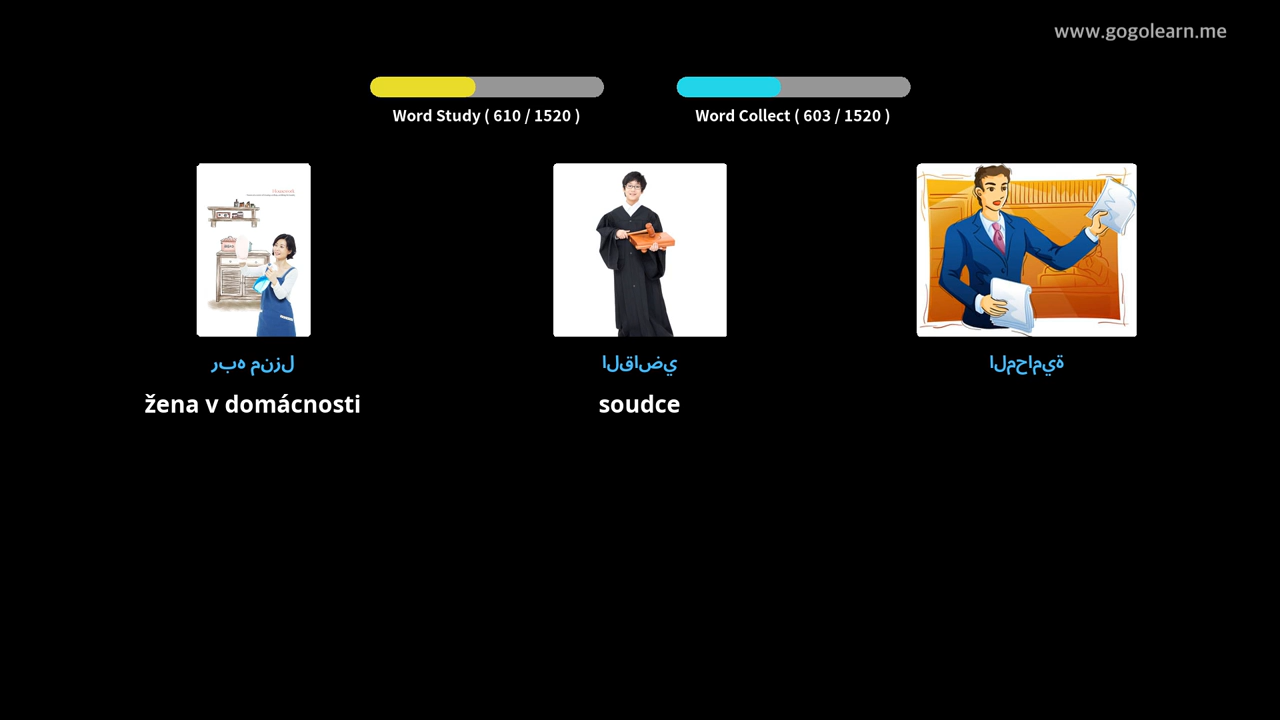 www.gogolearn.me
Word Study ( 610 / 1520 )
Word Collect ( 603 / 1520 )
ربه منزل
القاضي
المحامية
žena v domácnosti
soudce